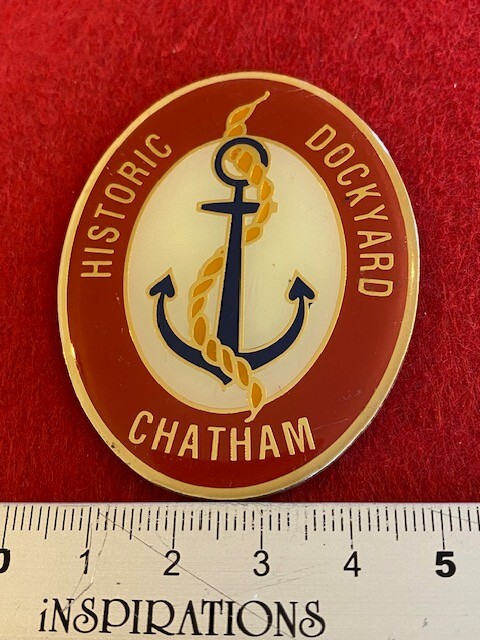 HISTORIC
DOCKYARD
CHATHAM
0 1 2 3 4 5
iNSPIRATIONS